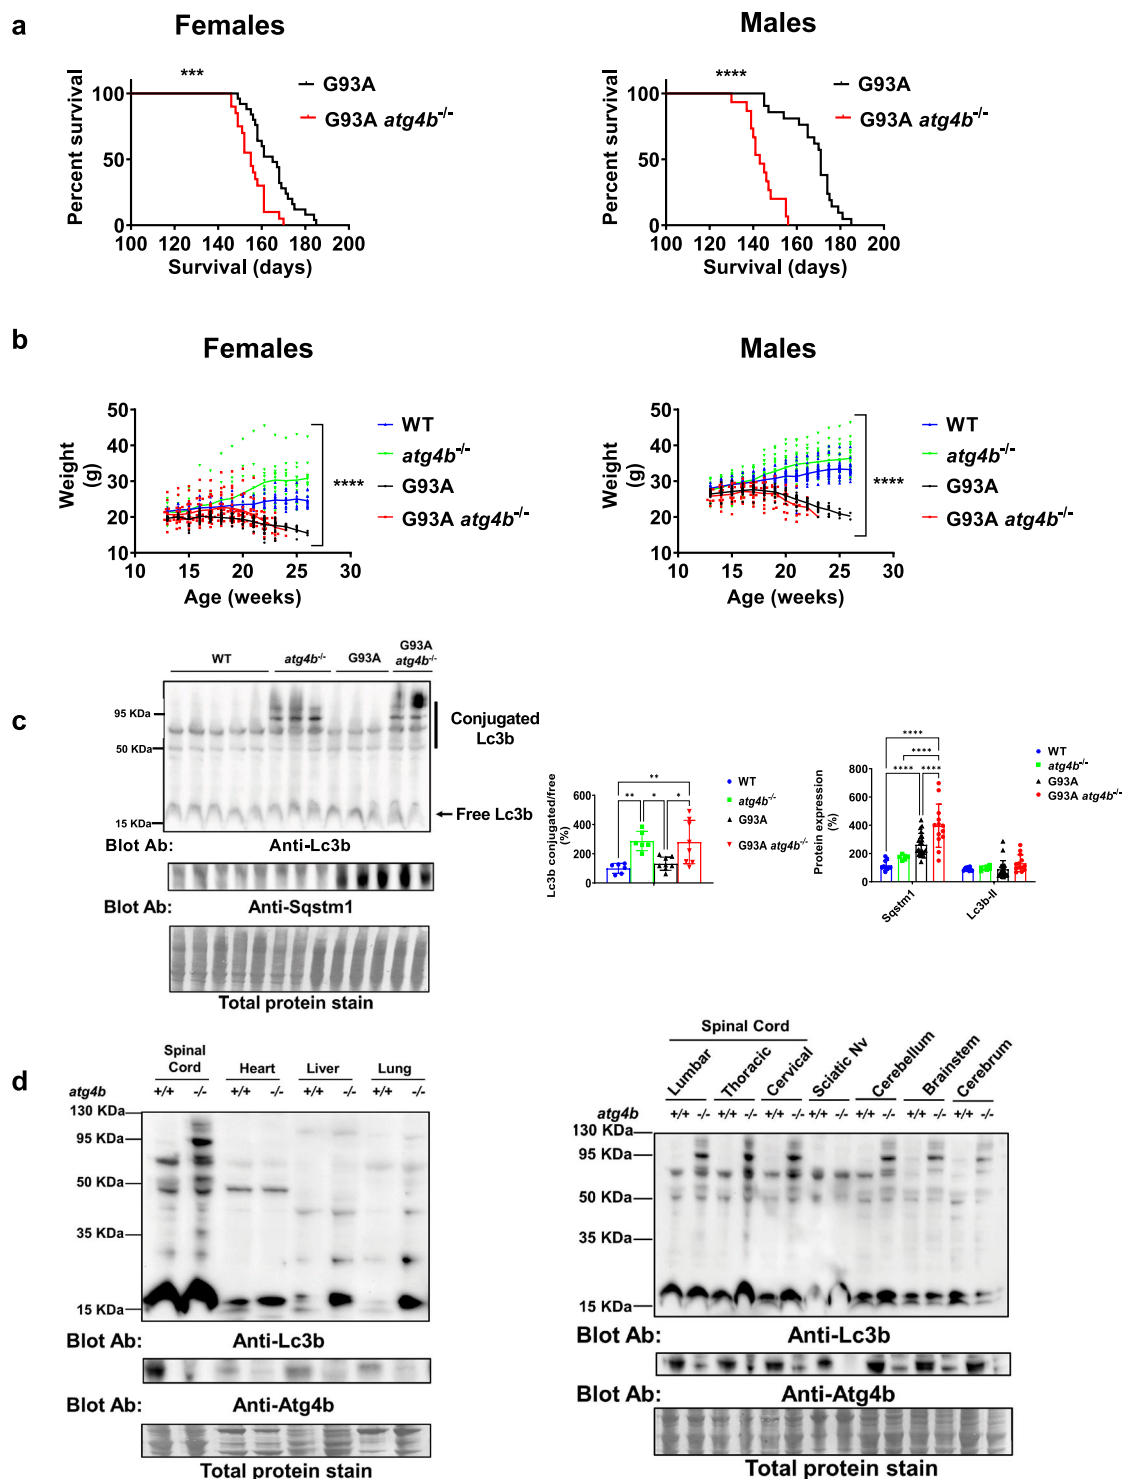 a
Females
Males
***
G93A
G93A atg4b-/-
Percent survival
100
50
0
100 120 140 160 180 200
Survival (days)
****
G93A
G93A atg4b-/-
Percent survival
100
50
0
100 120 140 160 180 200
Survival (days)
b
Females
Males
Weight (g)
50
40
30
20
10
10 15 20 25 30
Age (weeks)
****
WT
atg4b-/-
G93A
G93A atg4b-/-
Weight (g)
50
40
30
20
10
10 15 20 25 30
Age (weeks)
****
WT
atg4b-/-
G93A
G93A atg4b-/-
c
WT
atg4b-/-
G93A
G93A
atg4b-/-
95 KDa
50 KDa
15 KDa
Conjugated
Lc3b
Free Lc3b
Blot Ab: Anti-Lc3b
Blot Ab: Anti-Sqstm1
Total protein stain
Lc3b conjugated/free
(%)
600
400
200
0
**
** * *
WT
atg4b-/-
G93A
G93A atg4b-/-
Protein expression
(%)
800
600
400
200
0
****
****
**** ****
Sqstm1
Lc3b-II
WT
atg4b-/-
G93A
G93A atg4b-/-
d
Spinal
Cord Heart Liver Lung
atg4b +/+ -/- +/+ -/- +/+ -/- +/+ -/-
130 KDa
95 KDa
50 KDa
35 KDa
15 KDa
Blot Ab: Anti-Lc3b
Blot Ab: Anti-Atg4b
Total protein stain
Spinal Cord
Lumbar
Thoracic
Cervical
Sciatic Nv
Cerebellum
Brainstem
Cerebrum
atg4b +/+ -/- +/+ -/- +/+ -/- +/+ -/- +/+ -/- +/+ -/- +/+ -/-
130 KDa
95 KDa
50 KDa
35 KDa
15 KDa
Blot Ab: Anti-Lc3b
Blot Ab: Anti-Atg4b
Total protein stain